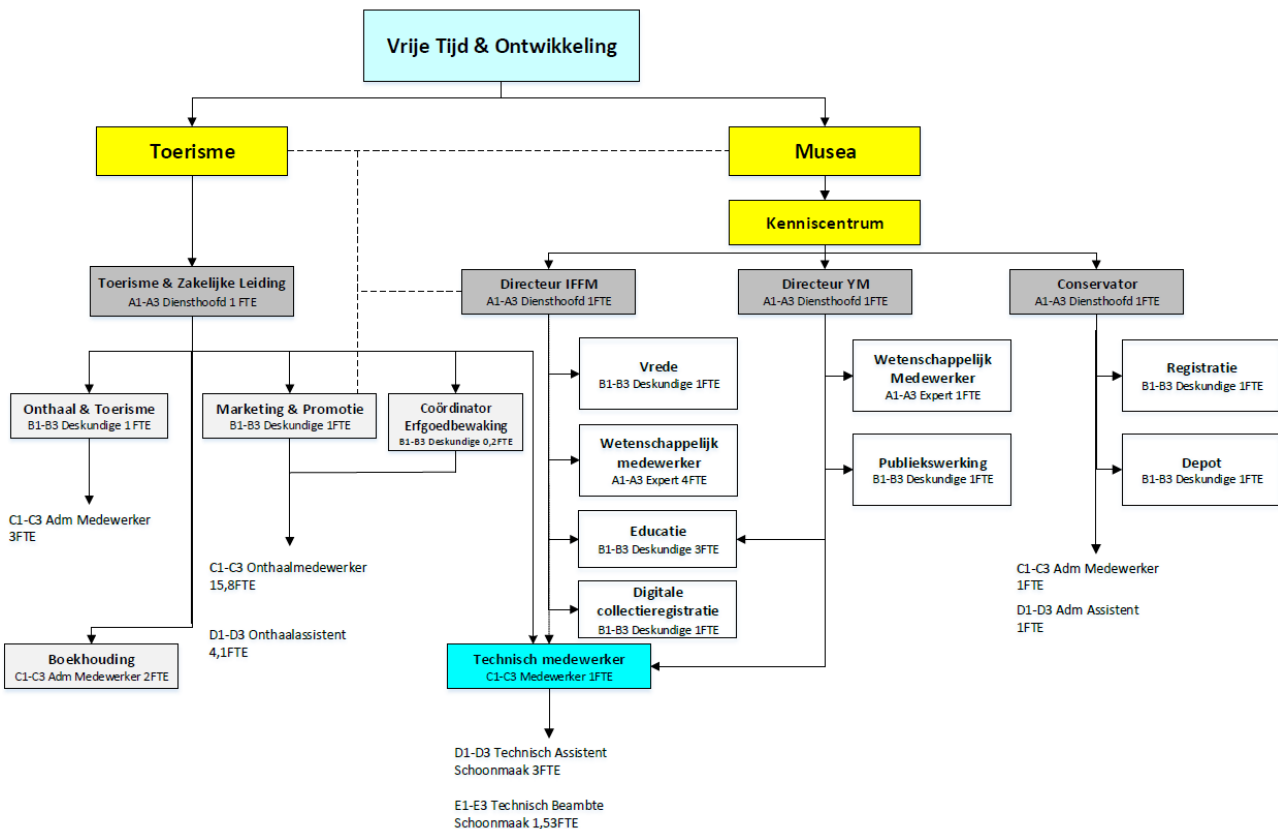 Vrije Tijd & Ontwikkeling
Toerisme
Musea
Kenniscentrum
Toerisme & Zakelijke Leiding
A1-A3 Diensthoofd 1 FTE
Directeur IFFM
A1-A3 Diensthoofd 1FTE
Directeur YM
A1-A3 Diensthoofd 1FTE
Conservator
A1-A3 Diensthoofd 1FTE
Onthaal & Toerisme
B1-B3 Deskundige 1 FTE
Marketing & Promotie
B1-B3 Deskundige 1FTE
Coördinator
Erfgoedbewaking
B1-B3 Deskundige 0,2FTE
Vrede
B1-B3 Deskundige 1FTE
Wetenschappelijk
Medewerker
A1-A3 Expert 1FTE
Registratie
B1-B3 Deskundige 1FTE
Wetenschappelijk
medewerker
A1-A3 Expert 4FTE
Publiekswerking
B1-B3 Deskundige 1FTE
Depot
B1-B3 Deskundige 1FTE
C1-C3 Adm Medewerker
3FTE
Educatie
B1-B3 Deskundige 3FTE
C1-C3 Onthaalmedewerker
15,8FTE
D1-D3 Onthaalassistent
4,1FTE
Digitale
collectieregistratie
B1-B3 Deskundige 1FTE
C1-C3 Adm Medewerker
1FTE
D1-D3 Adm Assistent
1FTE
Boekhouding
C1-C3 Adm Medewerker 2FTE
Technisch medewerker
C1-C3 Medewerker 1FTE
D1-D3 Technisch Assistent
Schoonmaak 3FTE
E1-E3 Technisch Beambte
Schoonmaak 1,53FTE